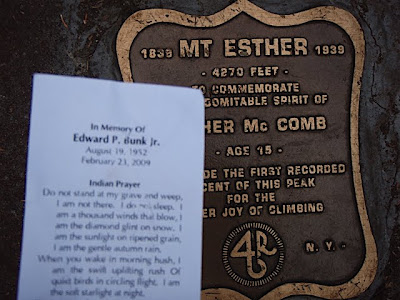 1839 MT ESTHER 1939
- 4270 FEET -
TO COMMEMORATE
OMITABLE SPIRIT OF
HER Mc COMB
- AGE 15 -
DE THE FIRST RECORDED
CENT OF THIS PEAK
FOR THE
ER JOY OF CLIMBING
46R
N. Y. -
In Memory Of
Edward P. Bunk Jr.
August 19, 1952
February 23, 2009
Indian Prayer
Do not stand at my grave and weep,
I am not there. I do not sleep. I
am a thousand winds that blow, I
am the diamond glint on snow, I
am the sunlight on ripened grain,
I am the gentle autumn rain.
When you wake in morning hush, I
am the swift uplifting rush Of
quiet birds in circling flight. I am
the soft starlight at night.